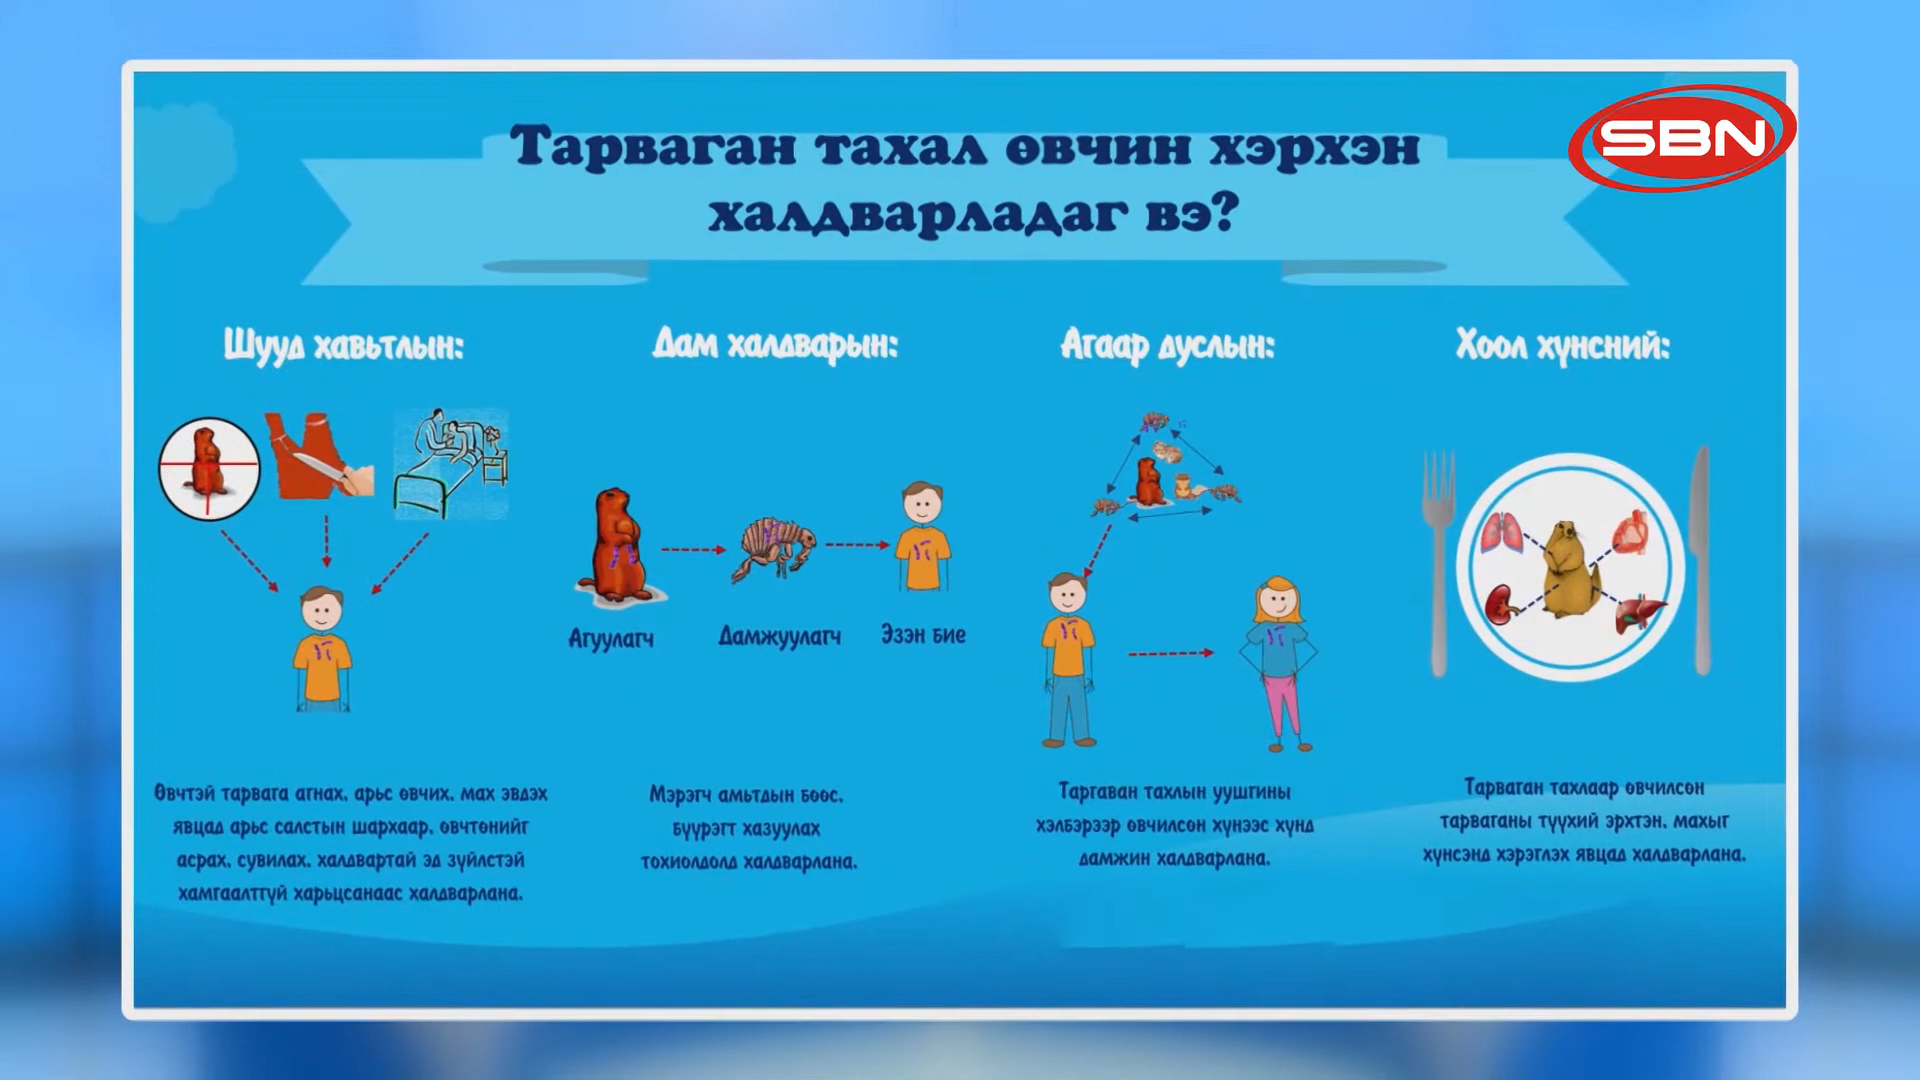 Тарваган тахал өвчин хэрхэн
халдварладаг вэ?
SBN
Шууд хавьтлын:
Өвчтэй тарвага агнах, арьс өвчих, мах эвдэх
явцад арьс салстын шархаар, өвчтөнийг
асрах, сувилах, халдвартай эд зүйлстэй
хамгаалтгүй харьцсанаас халдварлана.
Дам халдварын:
Агуулагч
Дамжуулагч
Эзэн бие
Мэрэгч амьтдын бөөс,
бүүрэгт хазуулах
тохиолдолд халдварлана.
Агаар дуслын:
Таргаван тахлын уушгины
хэлбэрээр өвчилсөн хүнээс хүнд
дамжин халдварлана.
Хоол хүнсний:
Тарваган тахлаар өвчилсөн
тарваганы түүхий эрхтэн, махыг
хүнсэнд хэрэглэх явцад халдварлана.